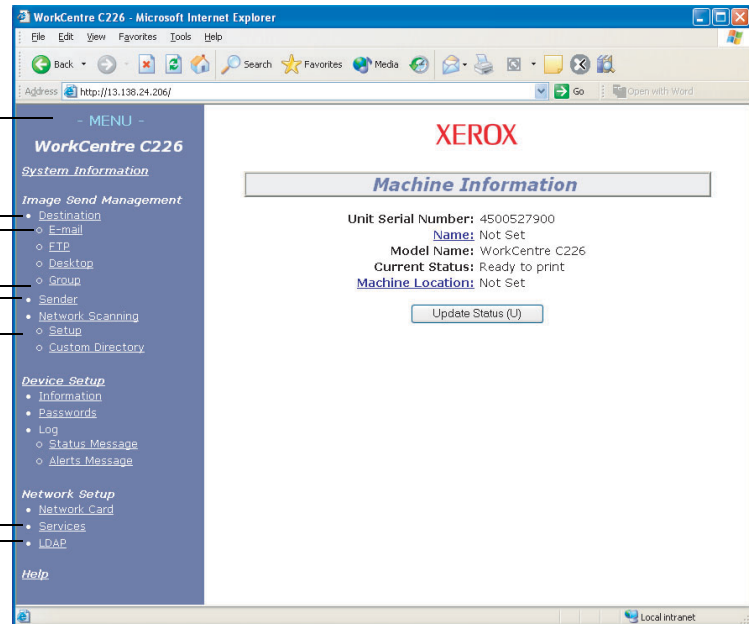 WorkCentre C226 - Microsoft Internet Explorer
File Edit View Favorites Tools Help
Back Search Favorites Media
Address http://13.138.24.206/ Go Open with Word
- MENU -
WorkCentre C226
System Information
Image Send Management
Destination
E-mail
FTP
Desktop
Group
Sender
Network Scanning
Setup
Custom Directory
Device Setup
Information
Passwords
Log
Status Message
Alerts Message
Network Setup
Network Card
Services
LDAP
Help
XEROX
Machine Information
Unit Serial Number: 4500527900
Name: Not Set
Model Name: WorkCentre C226
Current Status: Ready to print
Machine Location: Not Set
Update Status (U)
Local intranet